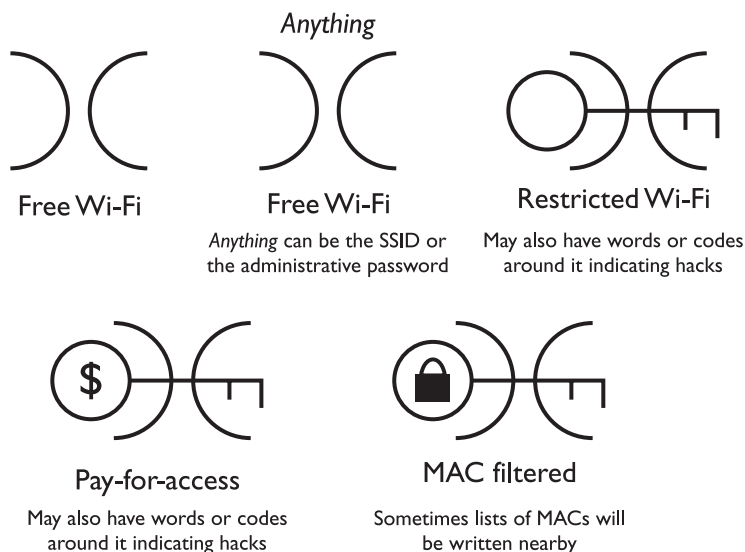 Anything
Free Wi-Fi
Free Wi-Fi
Anything can be the SSID or
the administrative password
Restricted Wi-Fi
May also have words or codes
around it indicating hacks
$
Pay-for-access
May also have words or codes
around it indicating hacks
MAC filtered
Sometimes lists of MACs will
be written nearby